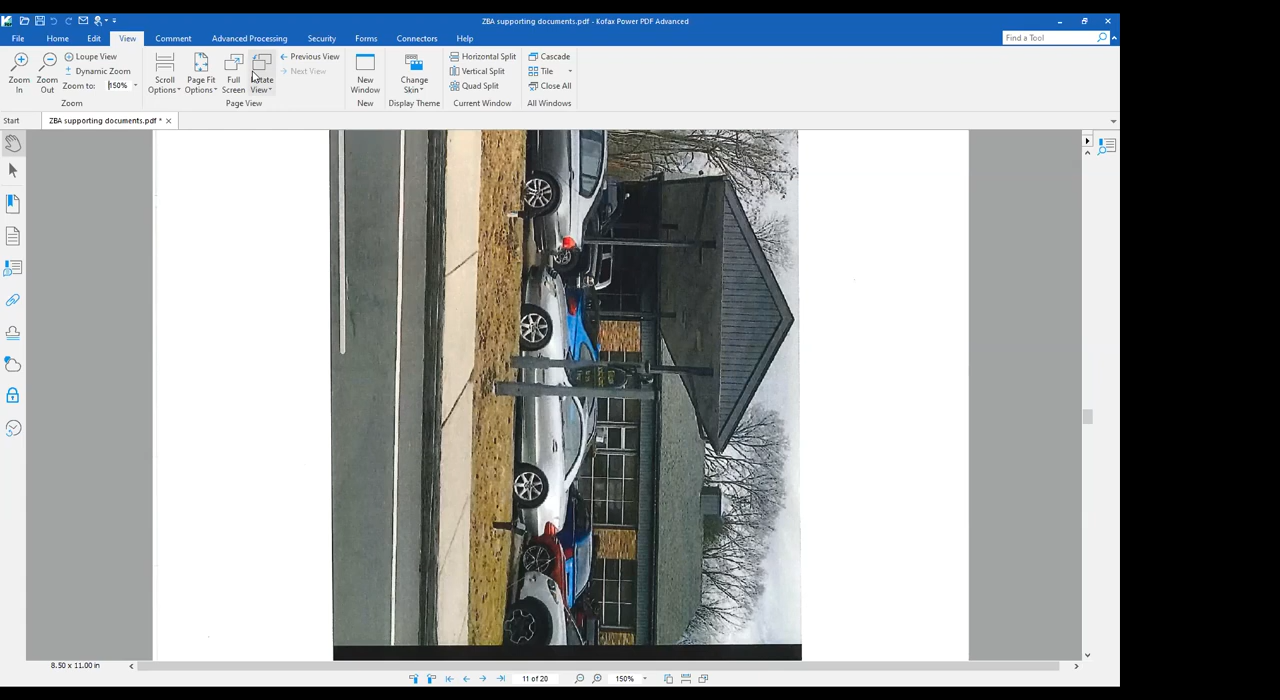 ZBA supporting documents.pdf - Kofax Power PDF Advanced
File Home Edit View Comment Advanced Processing Security Forms Connectors Help Find a Tool
Zoom In
Zoom Out
Loupe View
Dynamic Zoom
Zoom to: 150%
Zoom
Scroll Options
Page Fit Options
Full Screen
Rotate View
Previous View
Next View
Page View
New Window
New
Change Skin
Display Theme
Horizontal Split
Vertical Split
Quad Split
Current Window
Cascade
Tile
Close All
All Windows
Start ZBA supporting documents.pdf *
8.50 x 11.00 in
11 of 20 150%